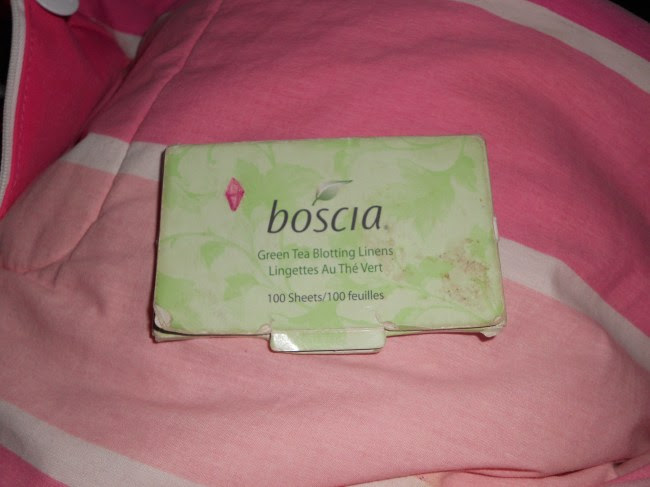 boscia
Green Tea Blotting Linens
Lingettes Au Thé Vert
100 Sheets/100 feuilles